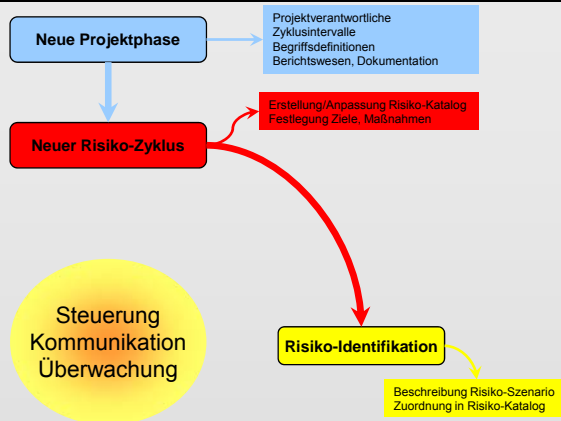 Neue Projektphase
Projektverantwortliche
Zyklusintervalle
Begriffsdefinitionen
Berichtswesen, Dokumentation
Neuer Risiko-Zyklus
Erstellung/Anpassung Risiko-Katalog
Festlegung Ziele, Maßnahmen
Steuerung
Kommunikation
Überwachung
Risiko-Identifikation
Beschreibung Risiko-Szenario
Zuordnung in Risiko-Katalog